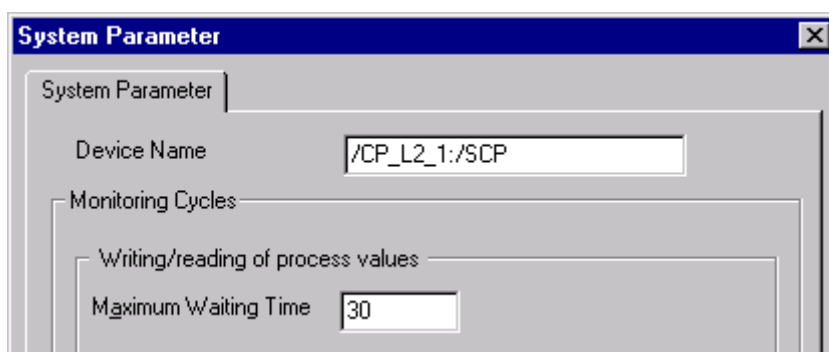 System Parameter
System Parameter
Device Name /CP_L2_1:/SCP
Monitoring Cycles
Writing/reading of process values
Maximum Waiting Time 30